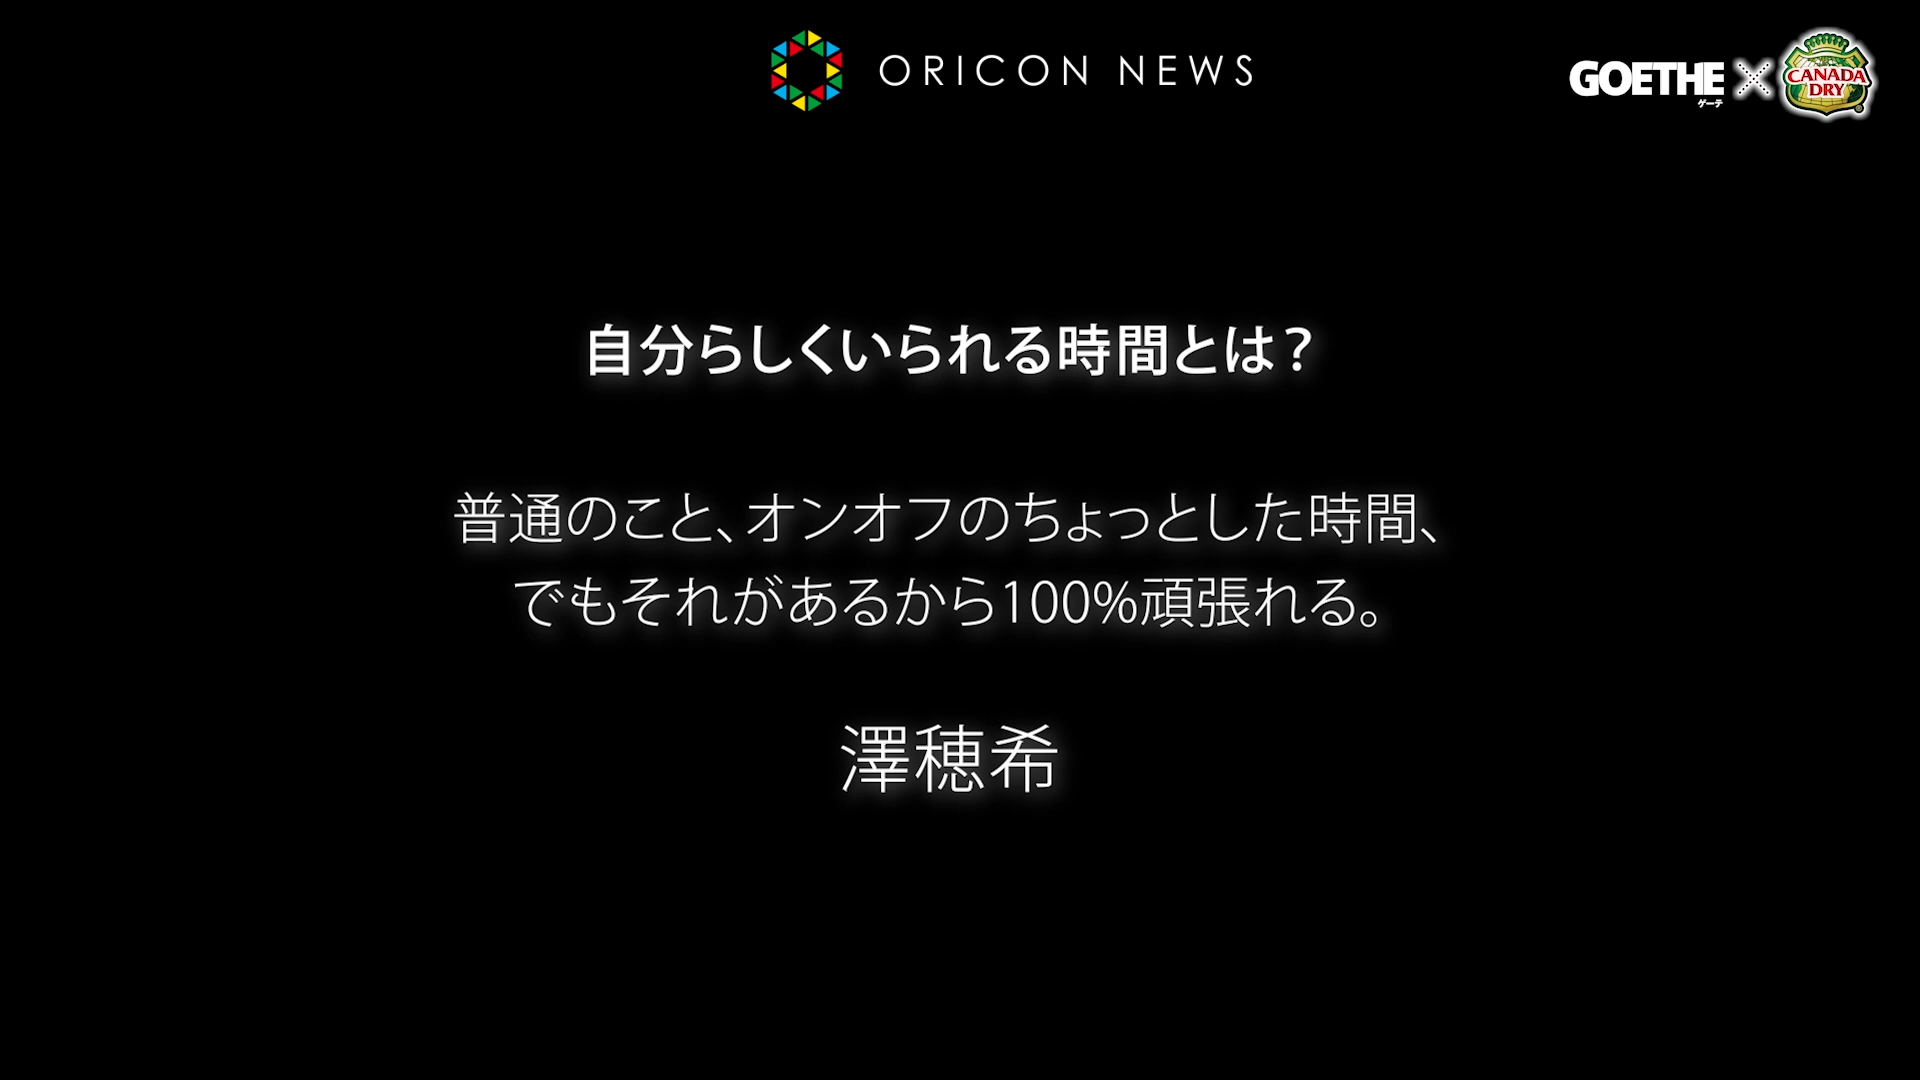 ORICON NEWS
GOETHE
ゲーテ
CANADA
DRY
自分らしくいられる時間とは？
普通のこと、オンオフのちょっとした時間、
でもそれがあるから100%頑張れる。
澤穂希